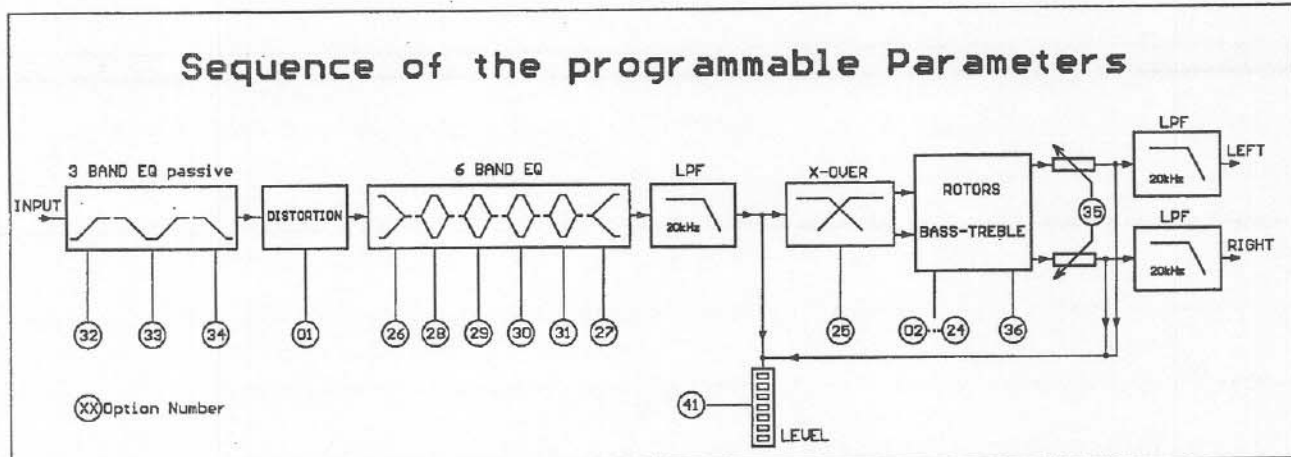 Sequence of the programmable Parameters
3 BAND EQ passive
6 BAND EQ
LPF
X-OVER
LPF
INPUT
DISTORTION
20kHz
ROTORS
BASS-TREBLE
20kHz
LEFT
35
LPF
20kHz
RIGHT
32
33
34
01
26
28
29
30
31
27
25
02
24
36
XX Option Number
41
LEVEL